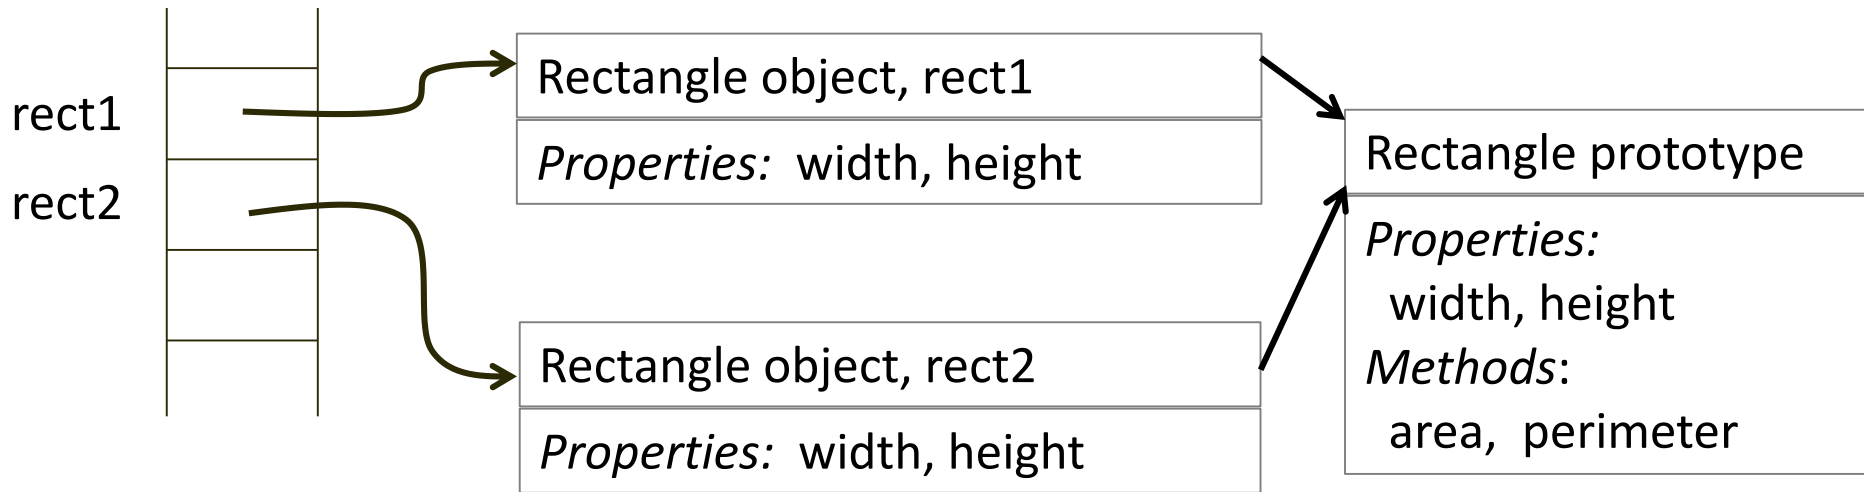 rect1
rect2
Rectangle object, rect1
Properties: width, height
Rectangle object, rect2
Properties: width, height
Rectangle prototype
Properties:
width, height
Methods:
area, perimeter